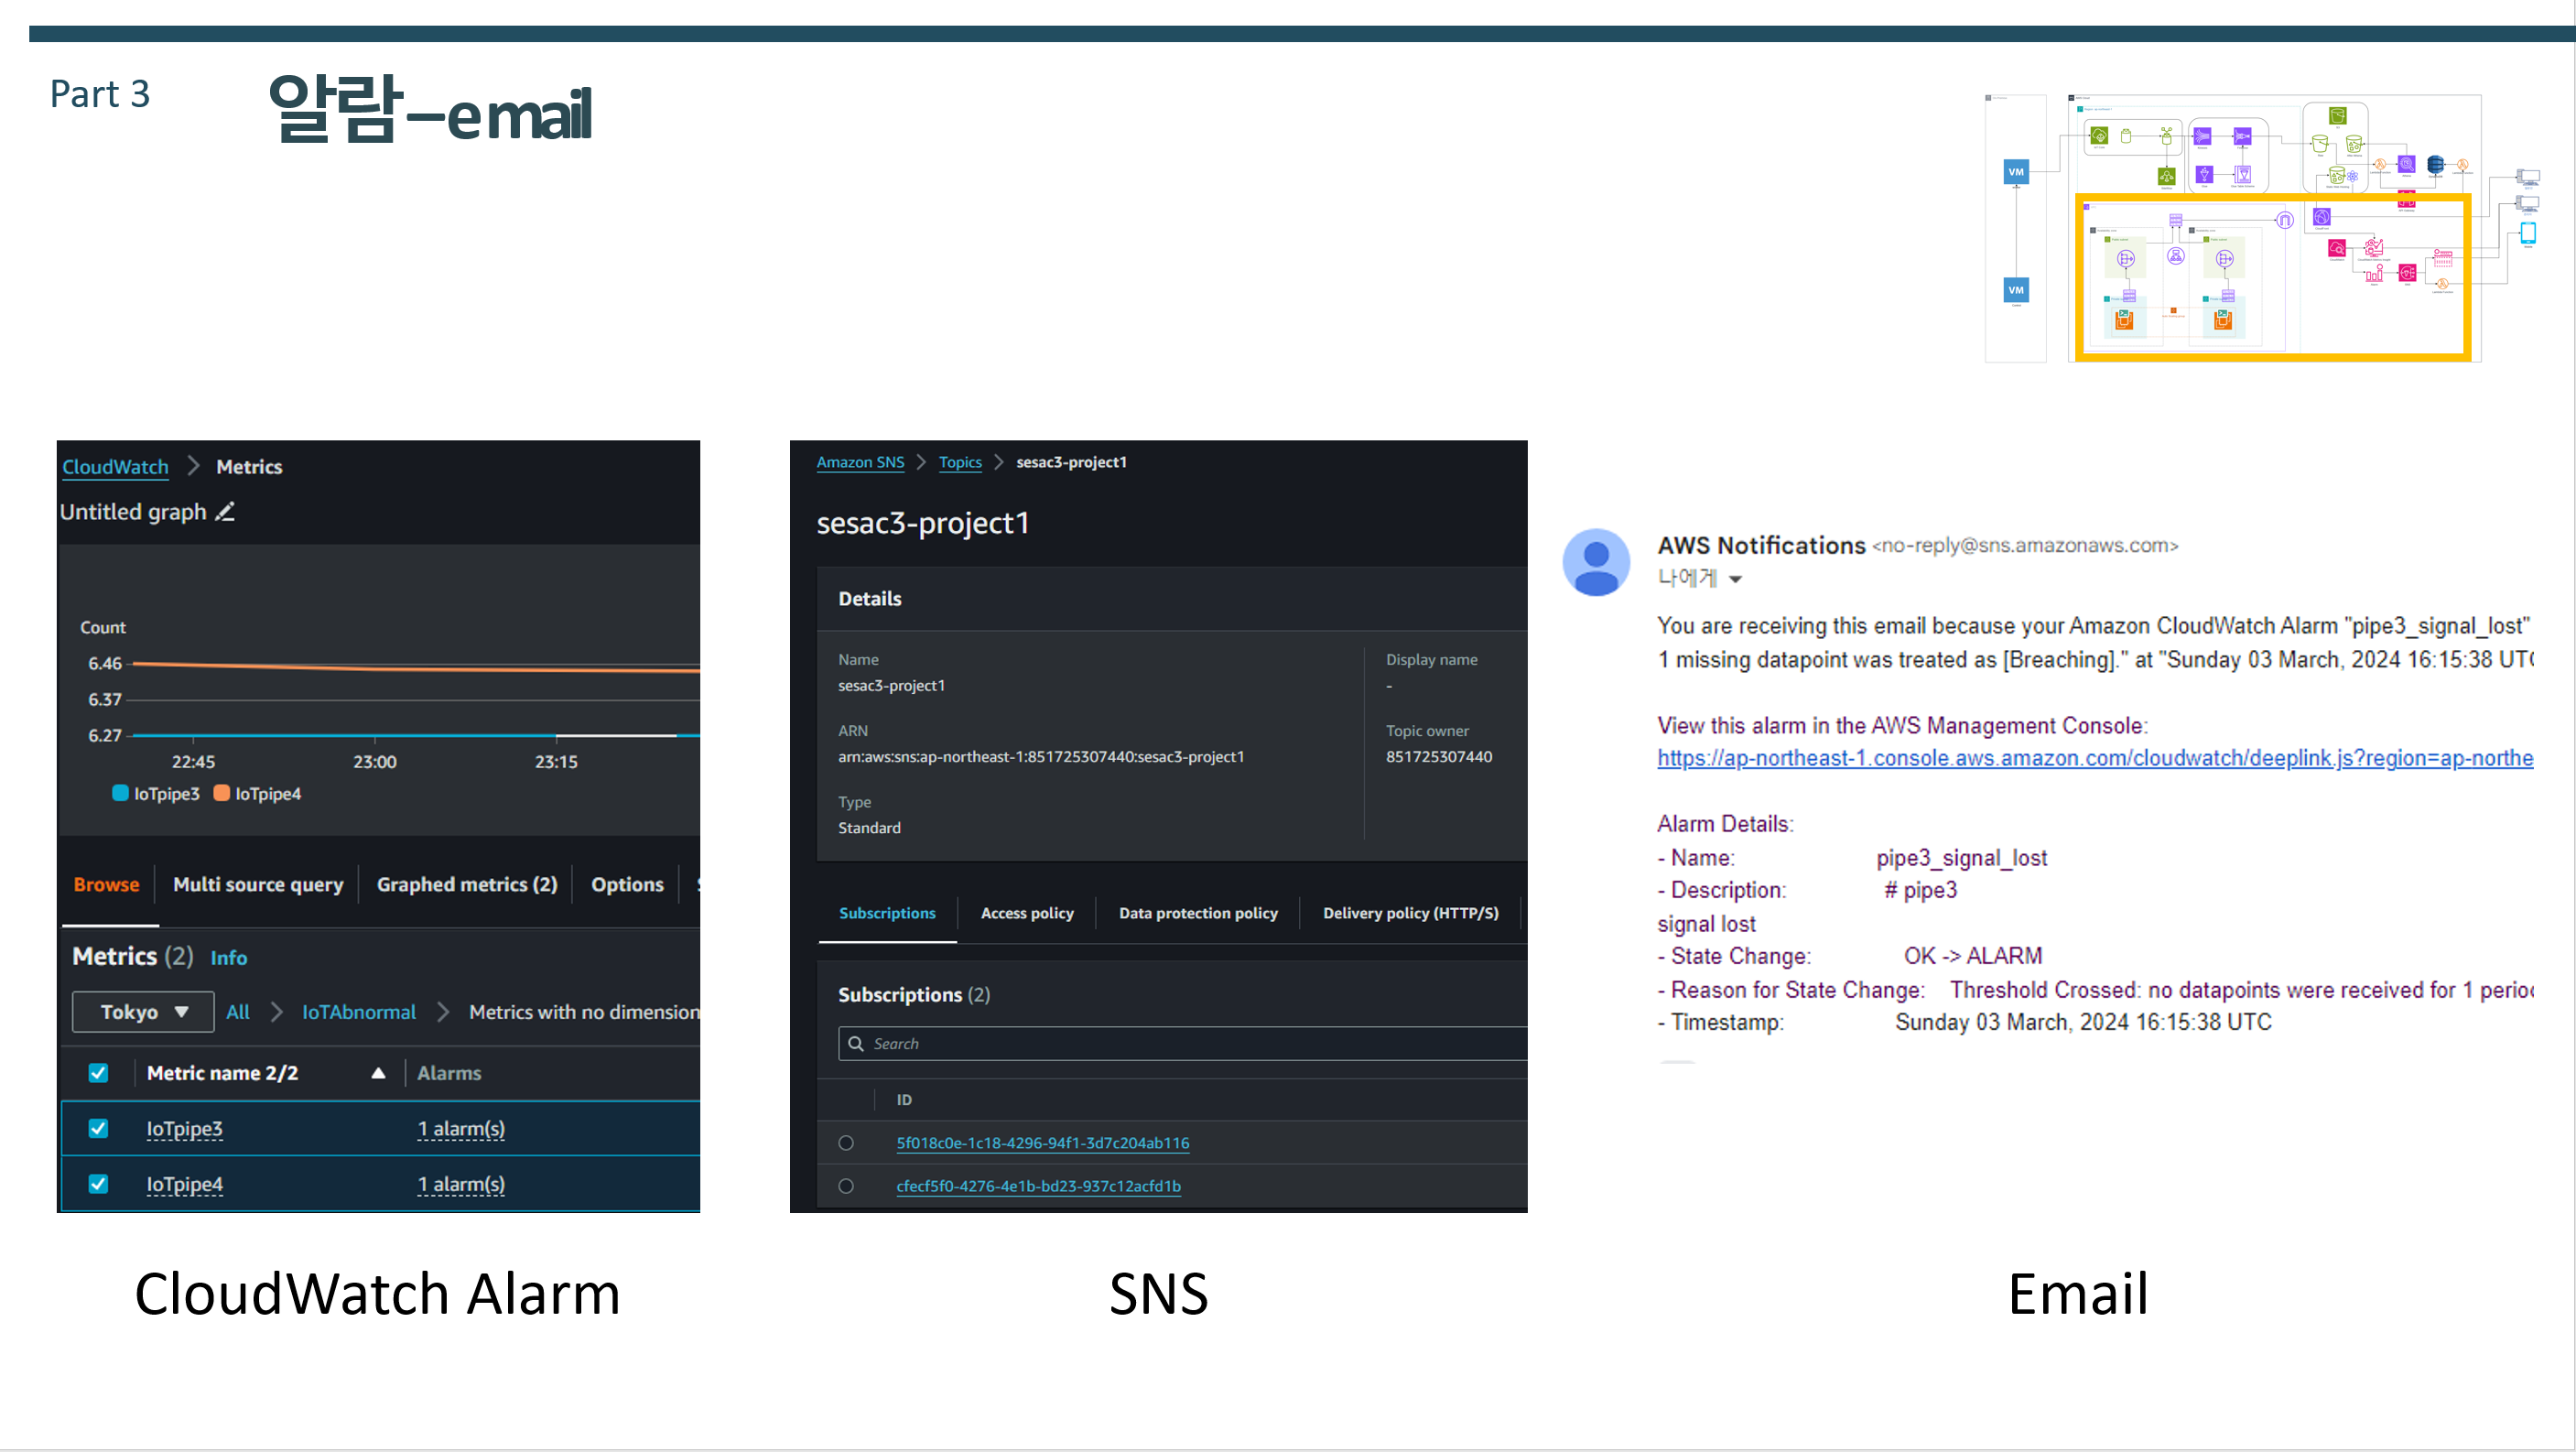 Part 3
알람–email
VM
VM
CloudWatch > Metrics
Untitled graph
Count
6.46
6.37
6.27
22:45 23:00 23:15
IoTpipe3 IoTpipe4
Browse Multi source query Graphed metrics (2) Options
Metrics (2) Info
Tokyo ▼ All > IoTAbnormal > Metrics with no dimension
Metric name 2/2 ▲ Alarms
IoTpipe3 1 alarm(s)
IoTpipe4 1 alarm(s)
CloudWatch Alarm
Amazon SNS > Topics > sesac3-project1
sesac3-project1
Details
Name
sesac3-project1
Display name
-
ARN
arn:aws:sns:ap-northeast-1:851725307440:sesac3-project1
Topic owner
851725307440
Type
Standard
Subscriptions Access policy Data protection policy Delivery policy (HTTP/S)
Subscriptions (2)
Search
ID
5f018c0e-1c18-4296-94f1-3d7c204ab116
cfecf5f0-4276-4e1b-bd23-937c12acfd1b
SNS
AWS Notifications <no-reply@sns.amazonaws.com>
나에게
You are receiving this email because your Amazon CloudWatch Alarm "pipe3_signal_lost"
1 missing datapoint was treated as [Breaching]." at "Sunday 03 March, 2024 16:15:38 UTC
View this alarm in the AWS Management Console:
https://ap-northeast-1.console.aws.amazon.com/cloudwatch/deeplink.js?region=ap-northe
Alarm Details:
- Name: pipe3_signal_lost
- Description: # pipe3
signal lost
- State Change: OK -> ALARM
- Reason for State Change: Threshold Crossed: no datapoints were received for 1 perio
- Timestamp: Sunday 03 March, 2024 16:15:38 UTC
Email